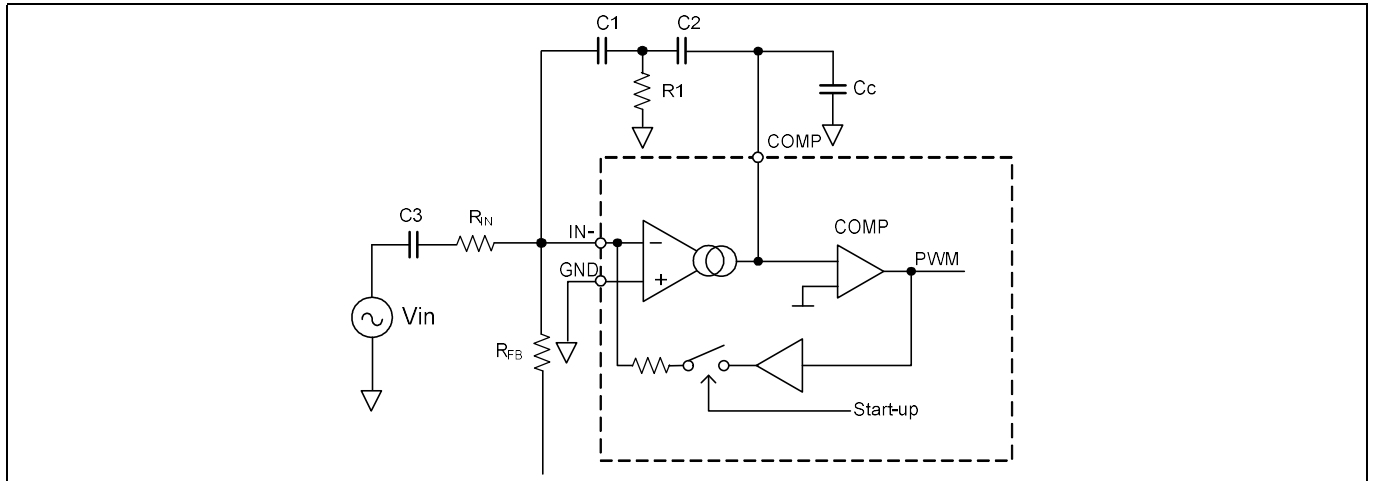 C1
C2
R1
Cc
COMP
C3
RIN
IN-
COMP
GND
PWM
Vin
RFB
Start-up